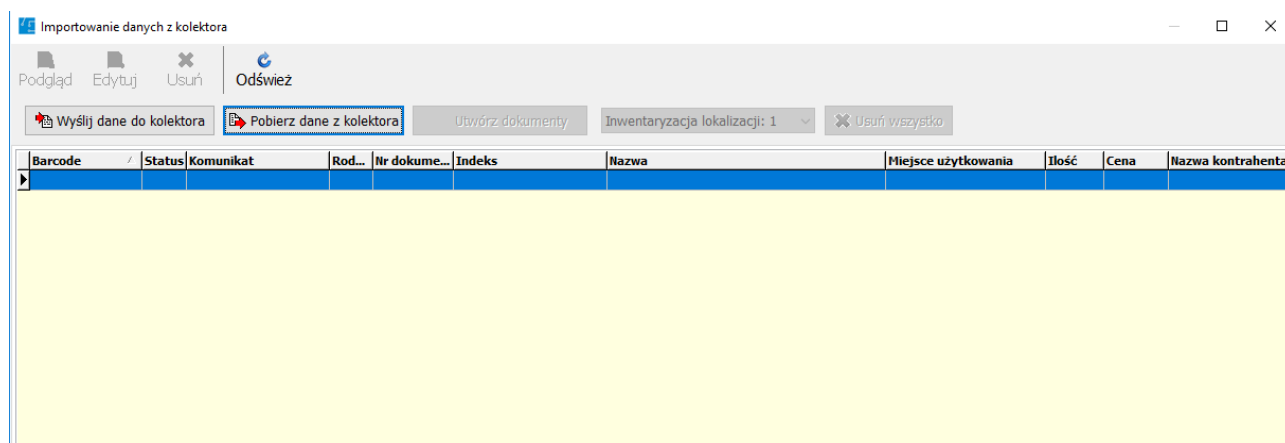 Importowanie danych z kolektora
Podgląd Edytuj Usuń Odśwież
Wyślij dane do kolektora Pobierz dane z kolektora Utwórz dokumenty Inwentaryzacja lokalizacji: 1 Usuń wszystko
Barcode Status Komunikat Rod... Nr dokume... Indeks Nazwa Miejsce użytkowania Ilość Cena Nazwa kontrahenta